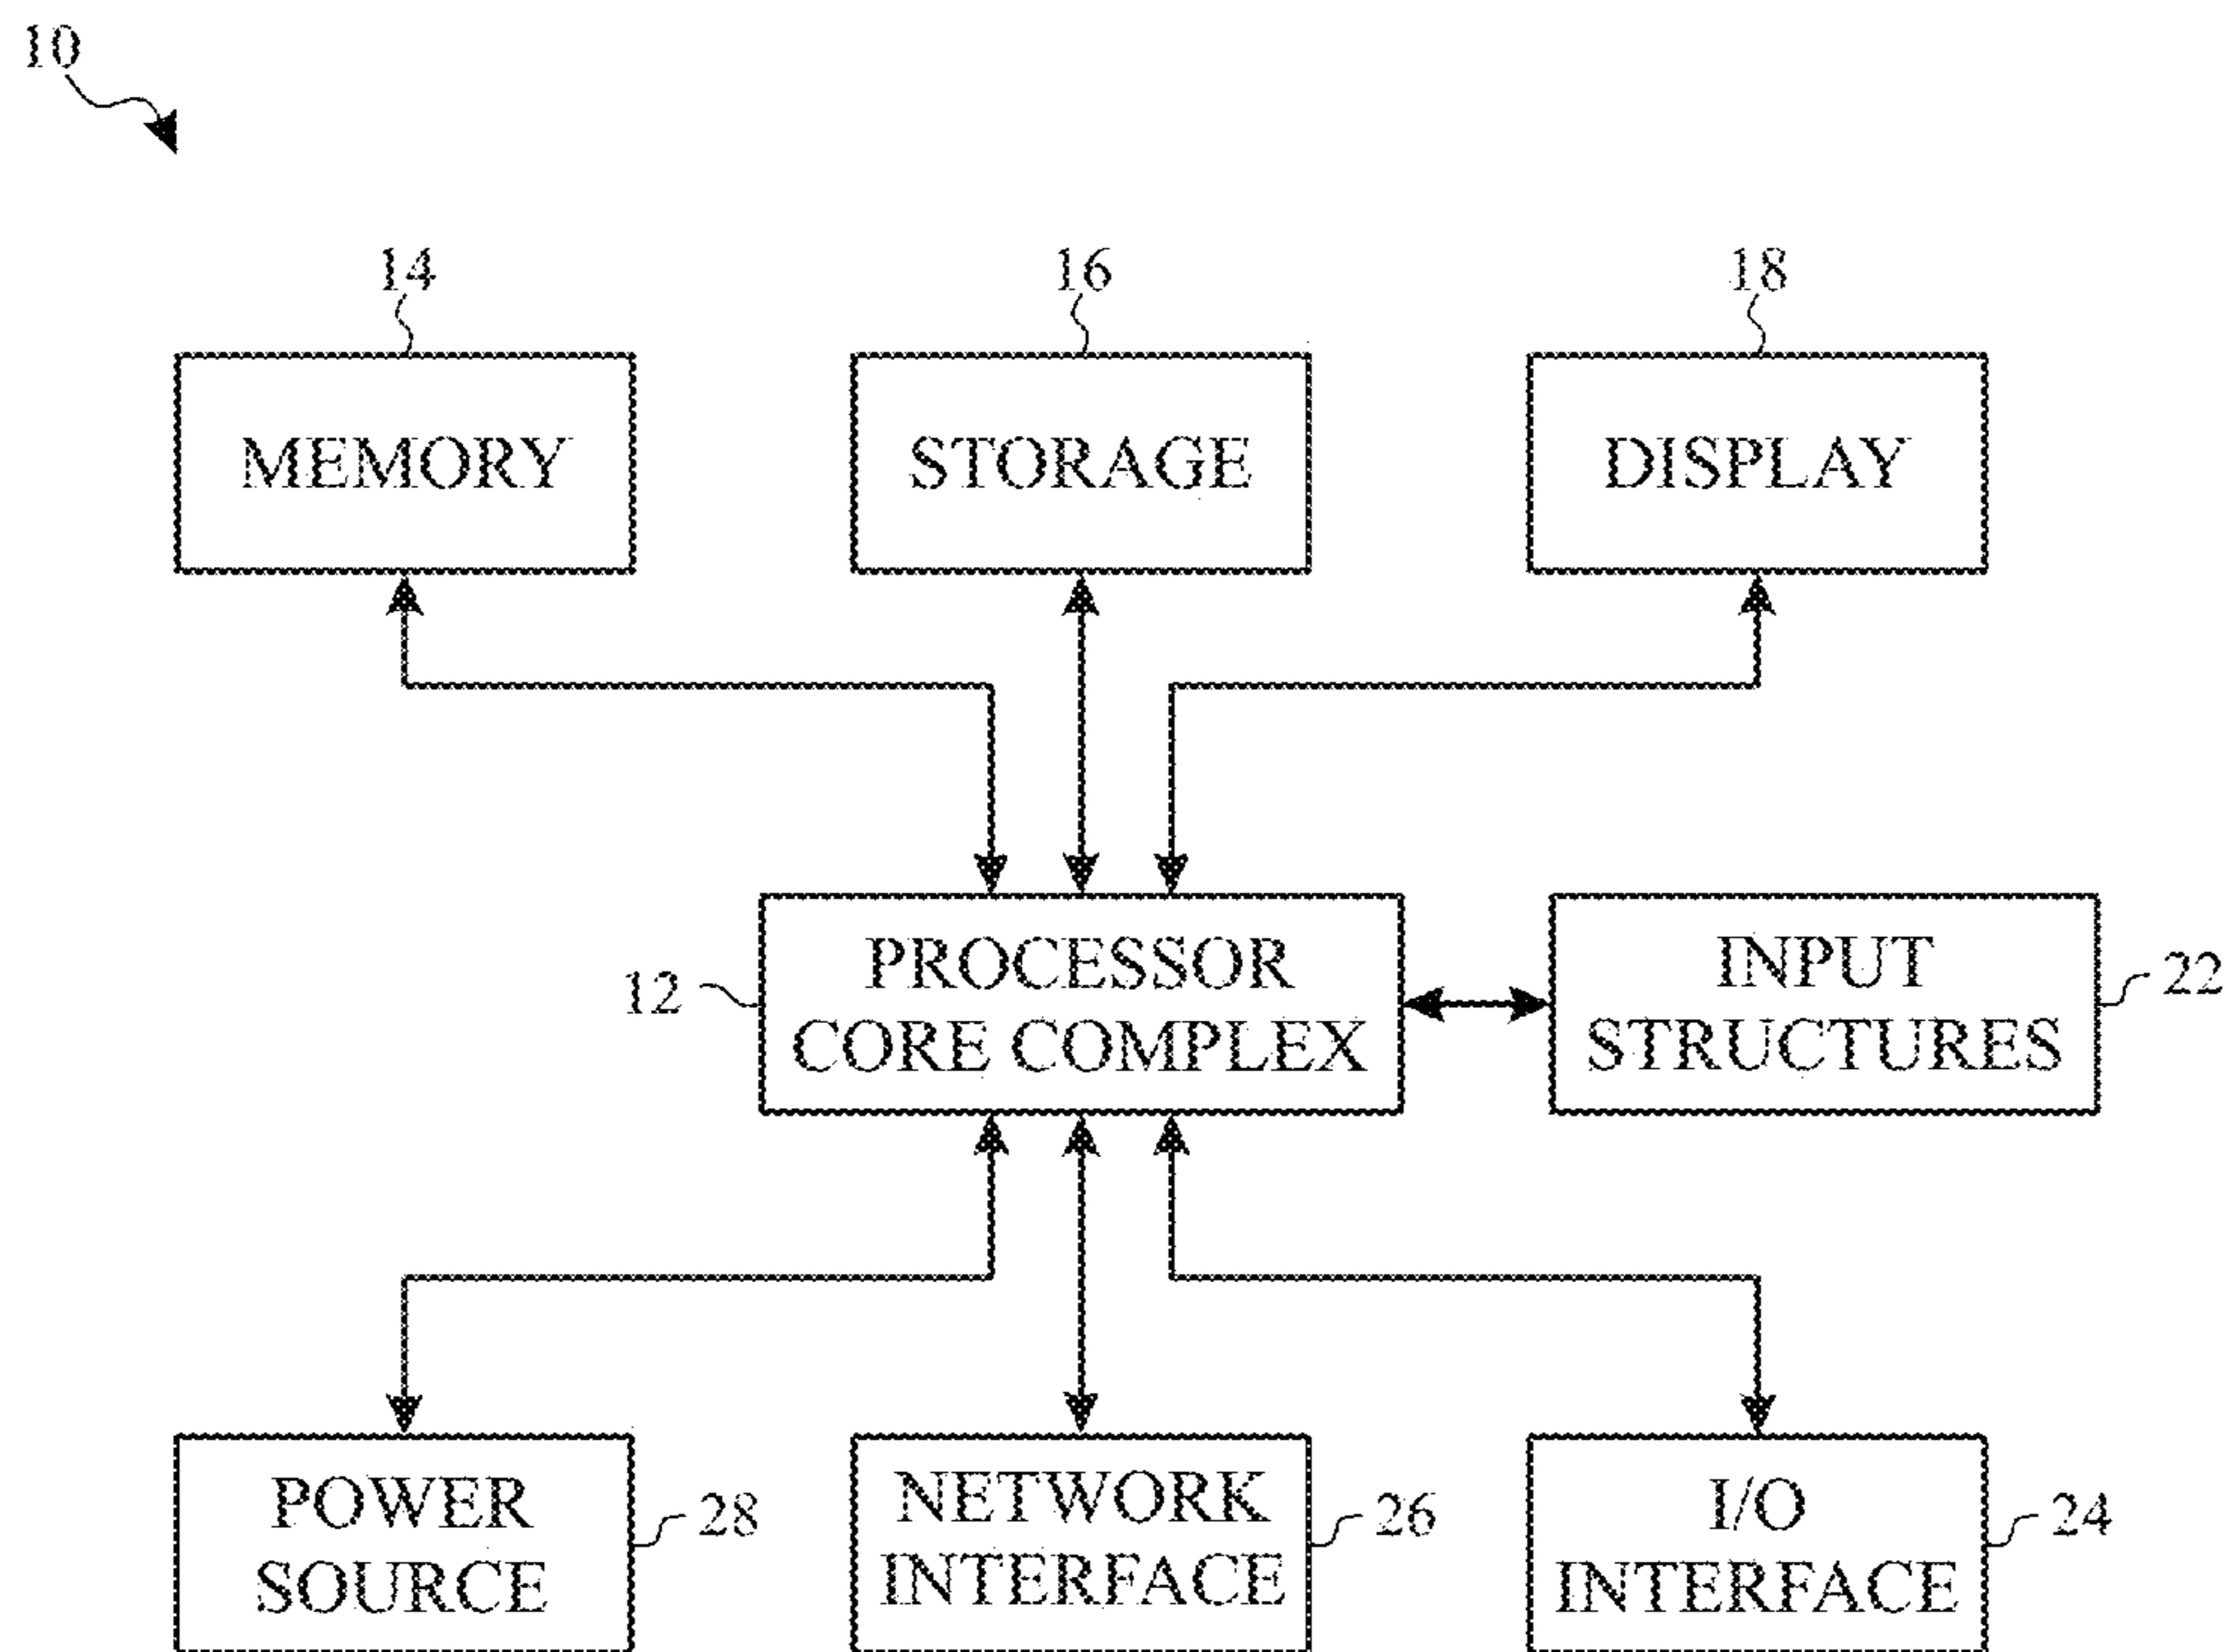 10
14
16
18
MEMORY
STORAGE
DISPLAY
12
PROCESSOR
CORE COMPLEX
INPUT
STRUCTURES
22
POWER
SOURCE
28
NETWORK
INTERFACE
26
I/O
INTERFACE
24